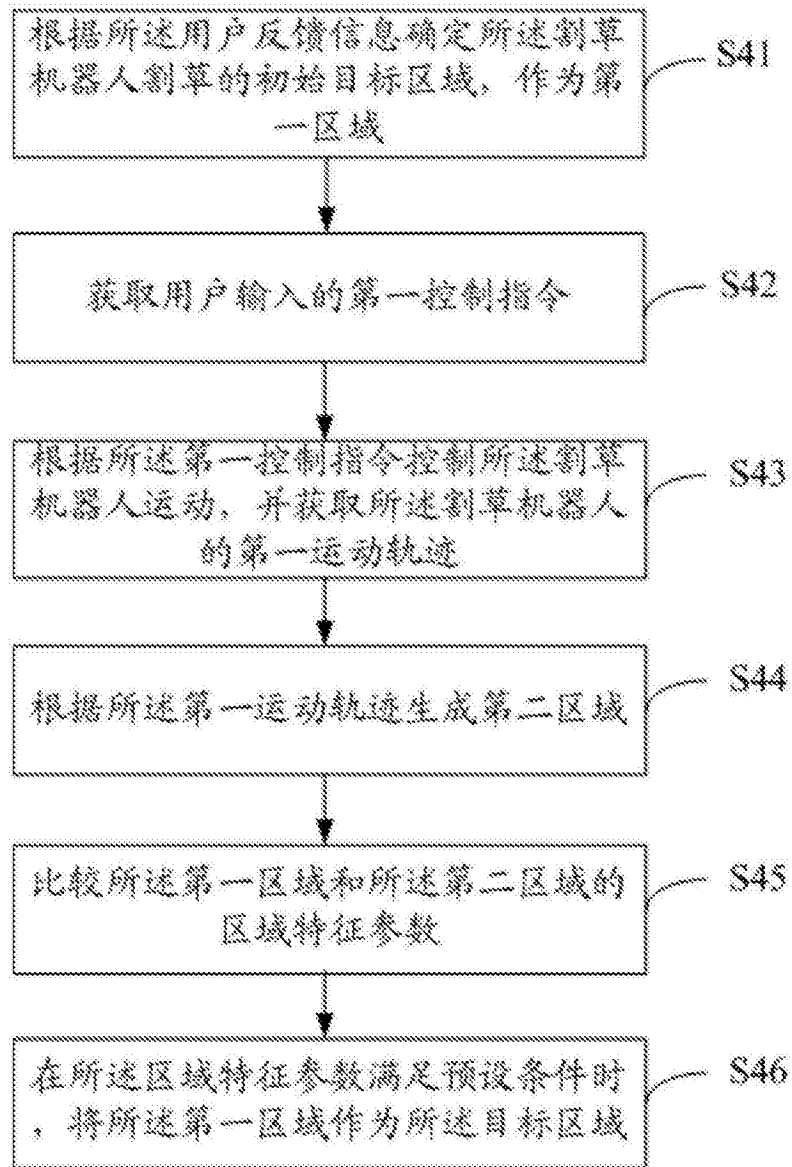 根据所述用户反馈信息确定所述割草
机器人割草的初始目标区域，作为第
一区域
S41
获取用户输入的第一控制指令
S42
根据所述第一控制指令控制所述割草
机器人运动，并获取所述割草机器人
的第一运动轨迹
S43
根据所述第一运动轨迹生成第二区域
S44
比较所述第一区域和所述第二区域的
区域特征参数
S45
在所述区域特征参数满足预设条件时
，将所述第一区域作为所述目标区域
S46